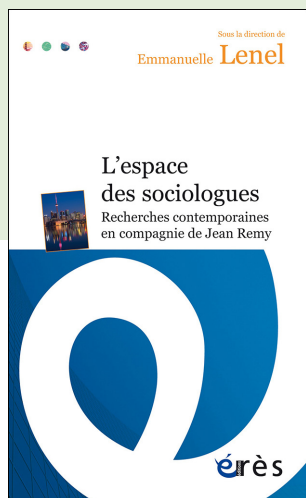 Sous la direction de
Emmanuelle Lenel
L'espace
des sociologues
Recherches contemporaines
en compagnie de Jean Remy
érès